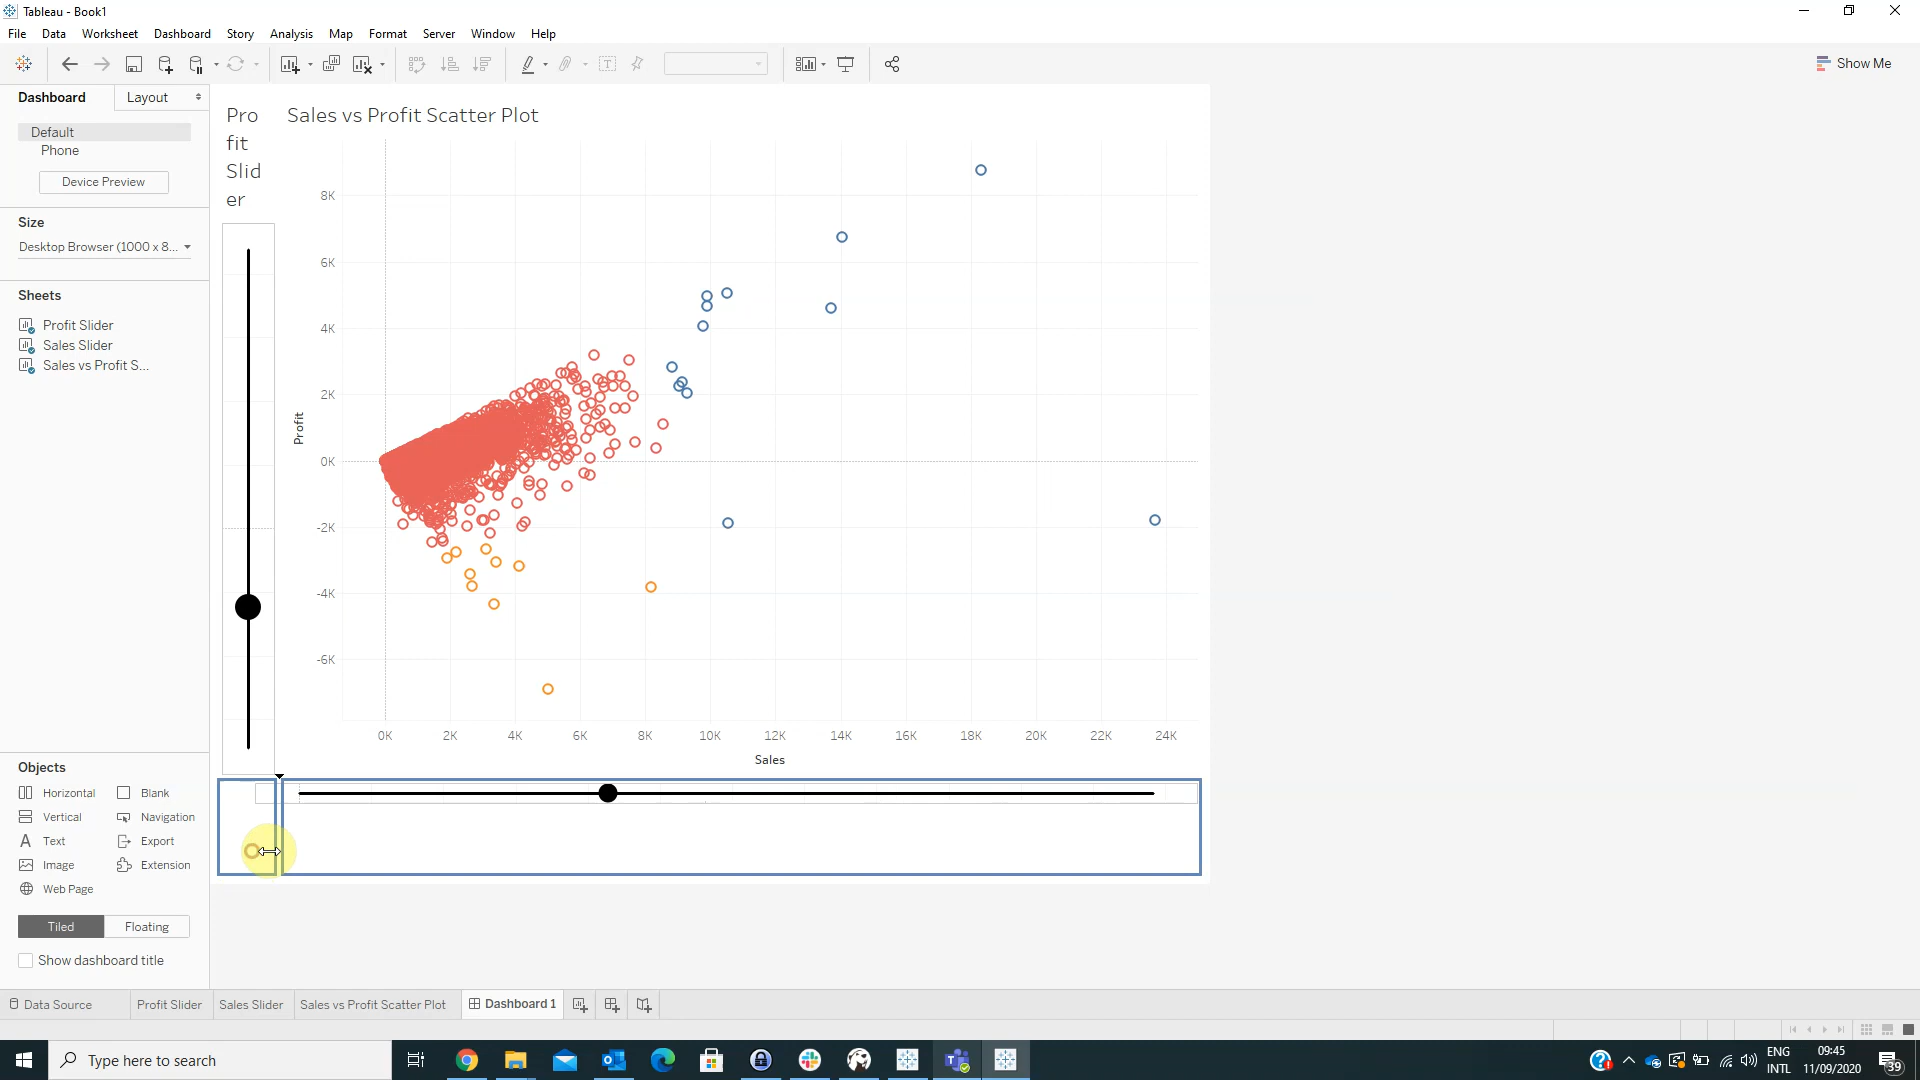 Tableau - Book1
File Data Worksheet Dashboard Story Analysis Map Format Server Window Help
Show Me
Dashboard Layout
Default
Phone
Device Preview
Size
Desktop Browser (1000 x 8...
Sheets
Profit Slider
Sales Slider
Sales vs Profit S...
Objects
Horizontal Blank
Vertical Navigation
Text Export
Image Extension
Web Page
Tiled Floating
Show dashboard title
Pro
fit
Slid
er
Sales vs Profit Scatter Plot
8K
6K
4K
2K
0K
-2K
-4K
-6K
Profit
0K 2K 4K 6K 8K 10K 12K 14K 16K 18K 20K 22K 24K
Sales
Data Source Profit Slider Sales Slider Sales vs Profit Scatter Plot Dashboard 1
Type here to search
ENG
INTL
09:45
11/09/2020
39